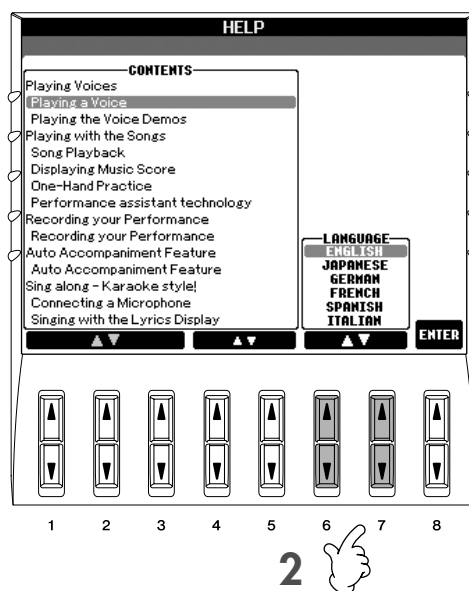 HELP
CONTENTS
Playing Voices
Playing a Voice
Playing the Voice Demos
Playing with the Songs
Song Playback
Displaying Music Score
One-Hand Practice
Performance assistant technology
Recording your Performance
Recording your Performance
Auto Accompaniment Feature
Auto Accompaniment Feature
Sing along - Karaoke style!
Connecting a Microphone
Singing with the Lyrics Display
LANGUAGE
ENGLISH
JAPANESE
GERMAN
FRENCH
SPANISH
ITALIAN
ENTER
1 2 3 4 5 6 7 8
2